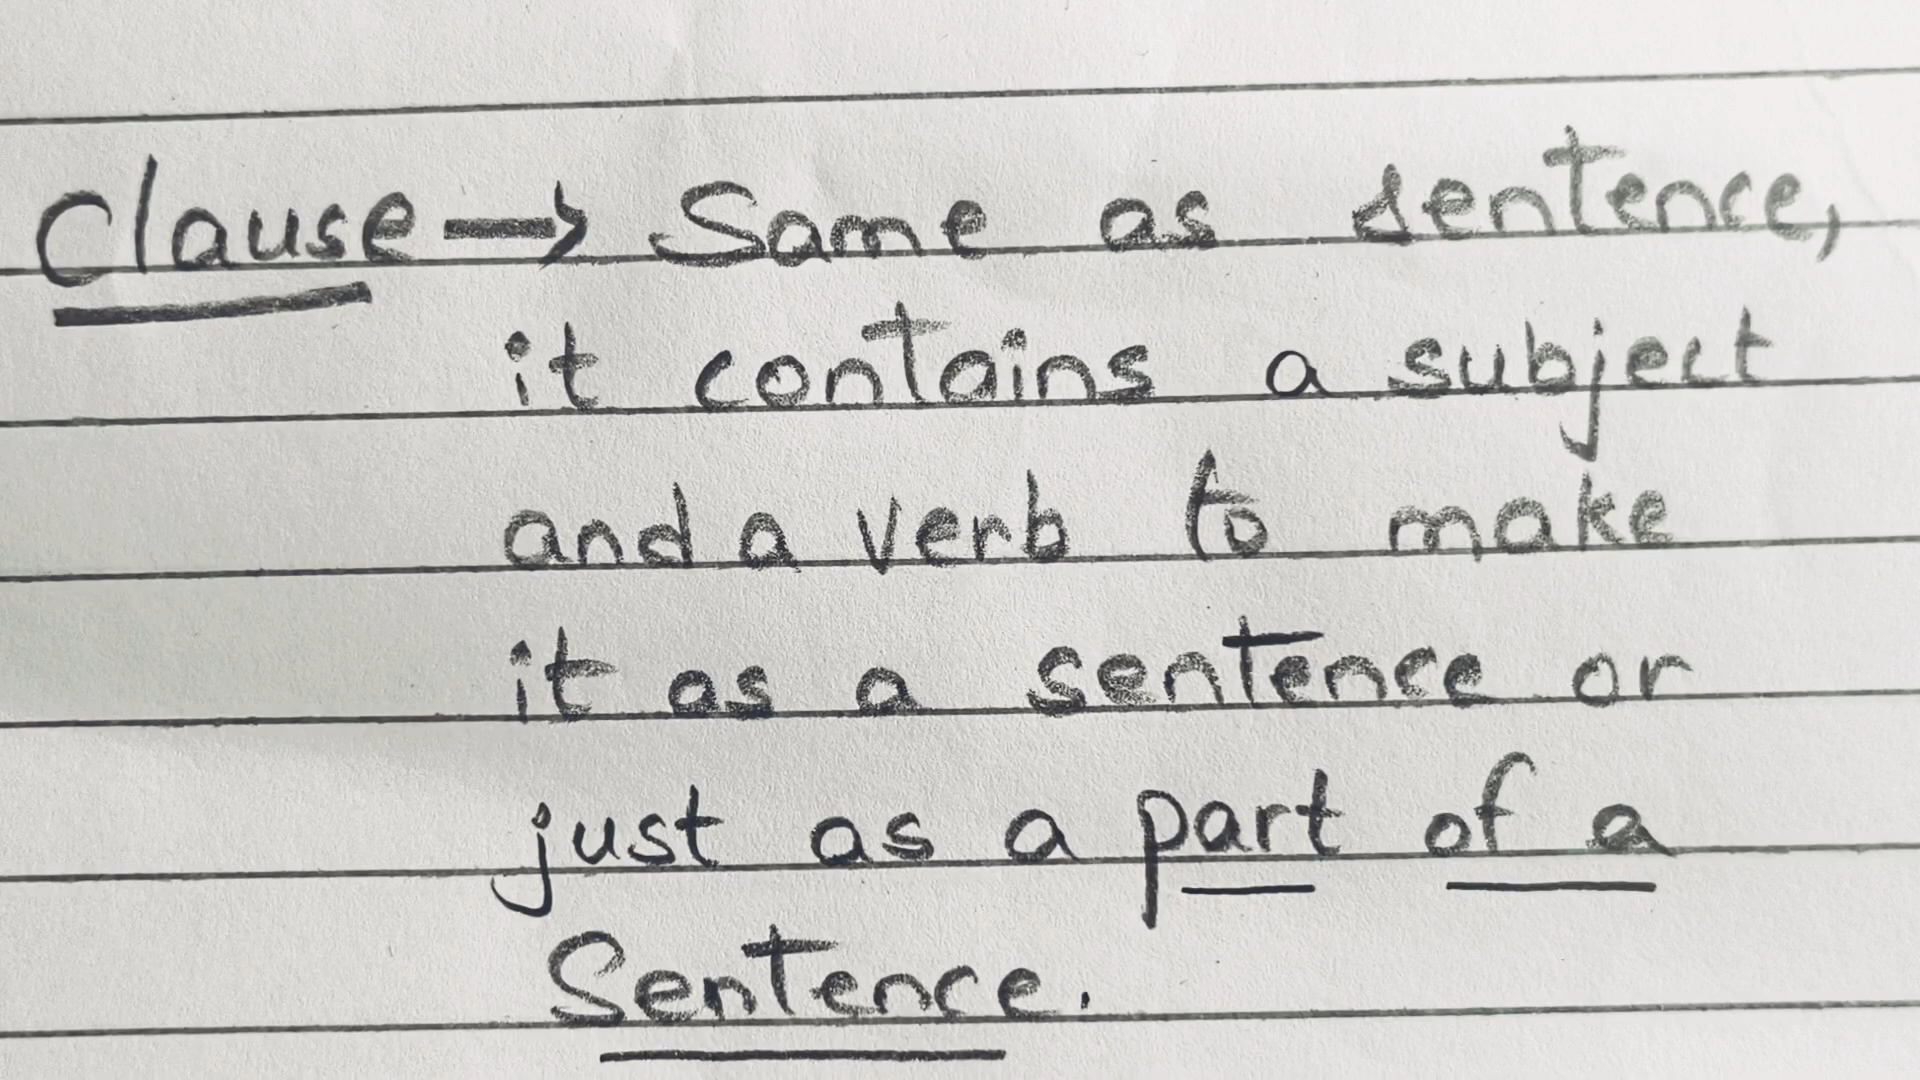 Clause → Same as sentence,
it contains a subject
and a verb to make
it as a sentence or
just as a part of a
Sentence.